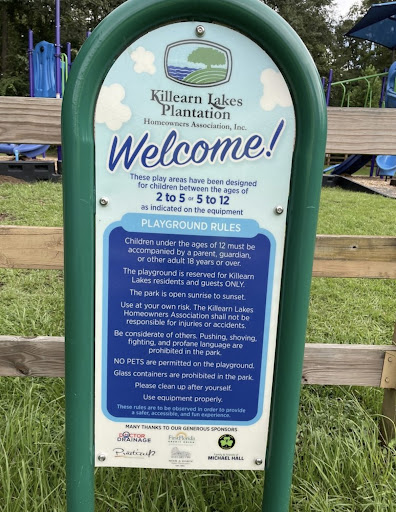 Killearn Lakes
Plantation
Homeowners Association, Inc.
Welcome!
These play areas have been designed
for children between the ages of
2 to 5 or 5 to 12
as indicated on the equipment
PLAYGROUND RULES
Children under the ages of 12 must be
accompanied by a parent, guardian,
or other adult 18 years or over.
The playground is reserved for Killearn
Lakes residents and guests ONLY.
The park is open sunrise to sunset.
Use at your own risk. The Killearn Lakes
Homeowners Association shall not be
responsible for injuries or accidents.
Be considerate of others. Pushing, shoving,
fighting, and profane language are
prohibited in the park.
NO PETS are permitted on the playground.
Glass containers are prohibited in the park.
Please clean up after yourself.
Use equipment properly.
These rules are to be observed in order to provide
a safer, accessible, and fun experience.
MANY THANKS TO OUR GENEROUS SPONSORS
DOCTOR
DRAINAGE
MICHAEL HALL